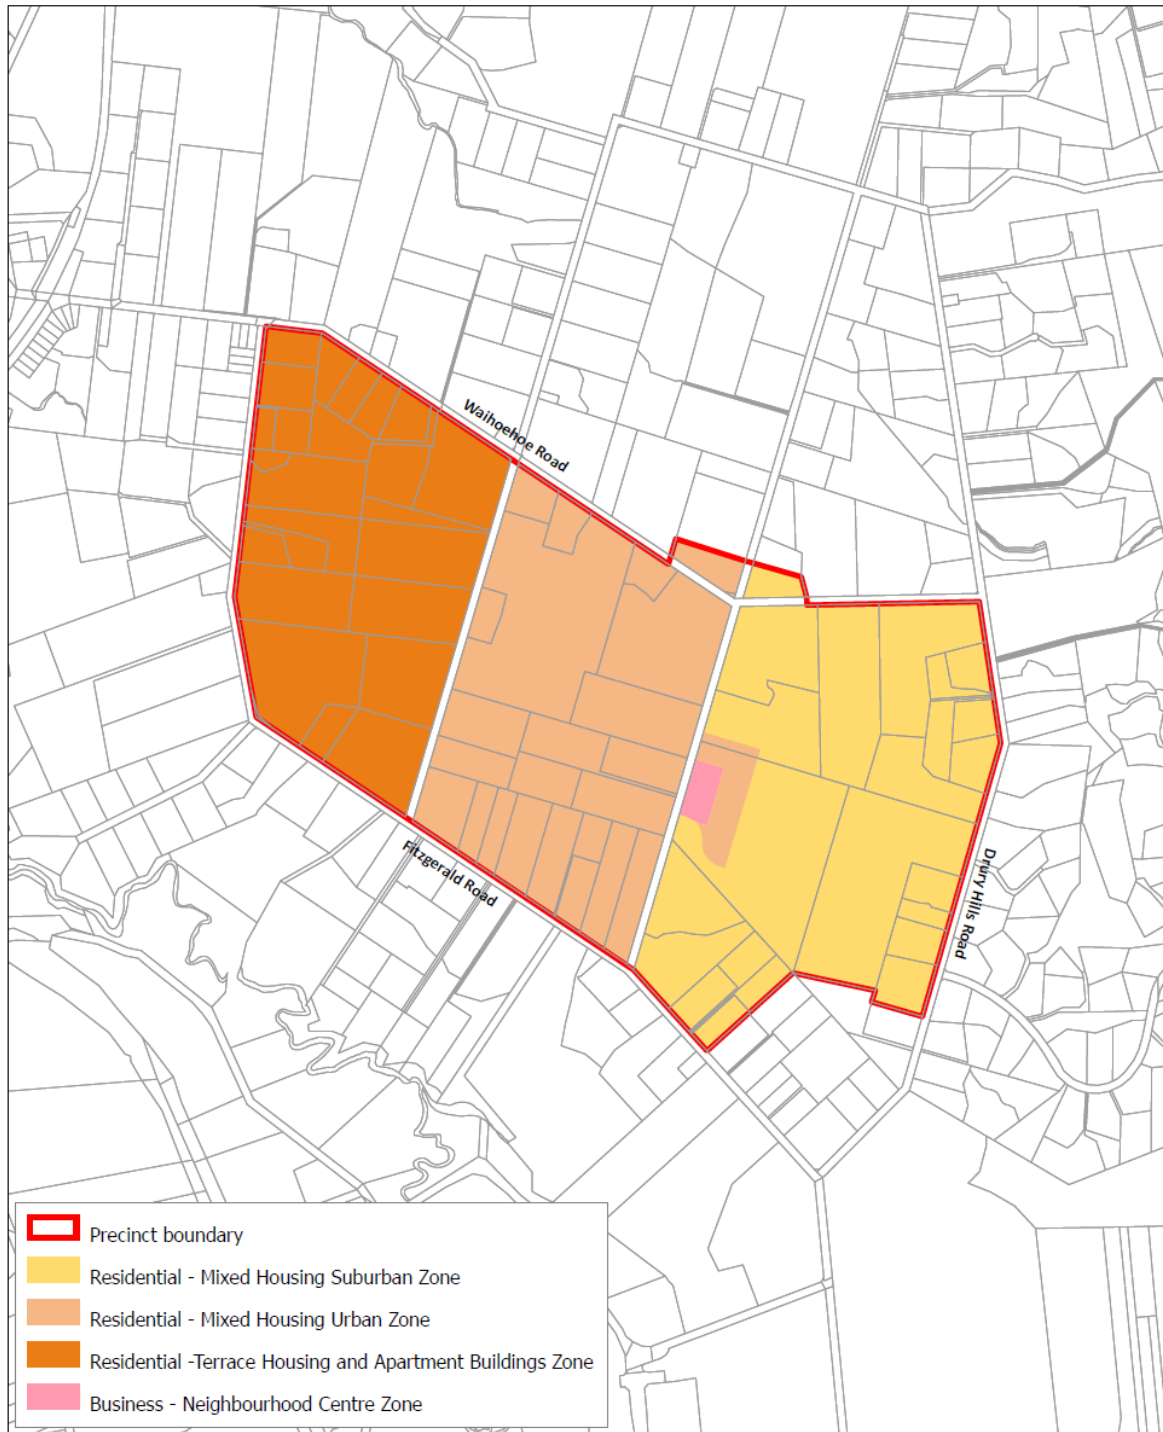 Waihoehoe Road
Fitzgerald Road
Drury Hills Road
Precinct boundary
Residential - Mixed Housing Suburban Zone
Residential - Mixed Housing Urban Zone
Residential -Terrace Housing and Apartment Buildings Zone
Business - Neighbourhood Centre Zone